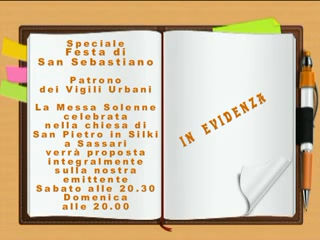 Speciale
Festa di
San Sebastiano
Patrono
dei Vigili Urbani
La Messa Solenne
celebrata
nella chiesa di
San Pietro in Silki
a Sassari
verrà proposta
integralmente
sulla nostra
emittente
Sabato alle 20.30
Domenica
alle 20.00
IN EVIDENZA